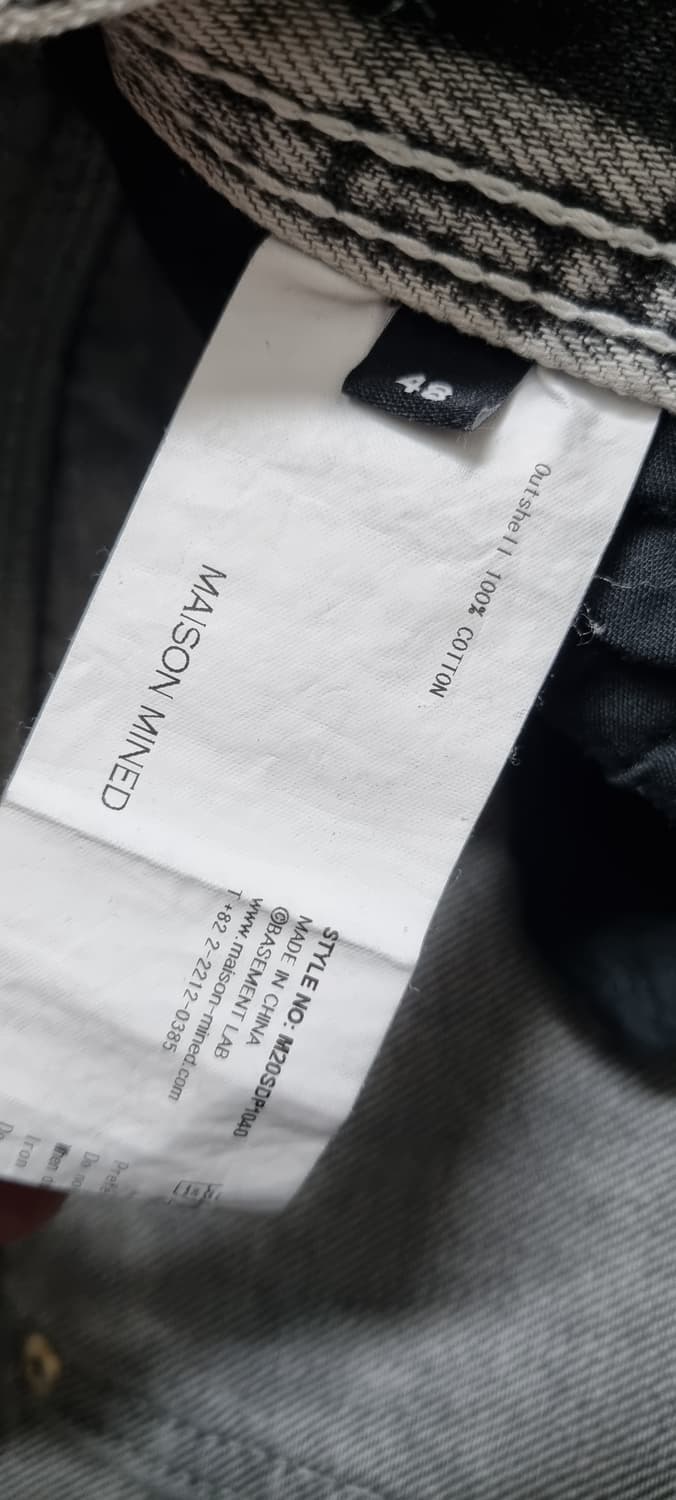 48
Outshell 100% COTTON
MAISON MINED
STYLE NO: M20SDP1040
MADE IN CHINA
©BASEMENT LAB
www.maison-mined.com
T +82 2-2212-0385
Iron